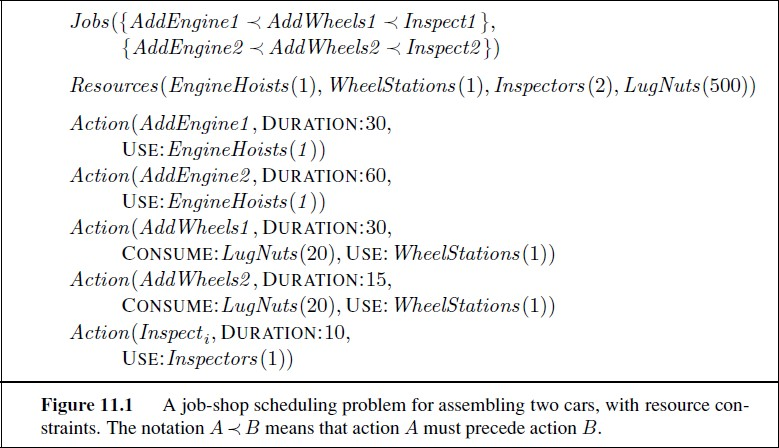 Jobs({AddEngine1 ≺ AddWheels1 ≺ Inspect1},
{AddEngine2 ≺ AddWheels2 ≺ Inspect2})
Resources(EngineHoists(1), WheelStations(1), Inspectors(2), LugNuts(500))
Action(AddEngine1, DURATION:30,
USE:EngineHoists(1))
Action(AddEngine2, DURATION:60,
USE:EngineHoists(1))
Action(AddWheels1, DURATION:30,
CONSUME:LugNuts(20), USE: WheelStations(1))
Action(AddWheels2, DURATION:15,
CONSUME:LugNuts(20), USE: WheelStations(1))
Action(Inspecti, DURATION:10,
USE:Inspectors(1))
Figure 11.1 A job-shop scheduling problem for assembling two cars, with resource con-
straints. The notation A ≺ B means that action A must precede action B.